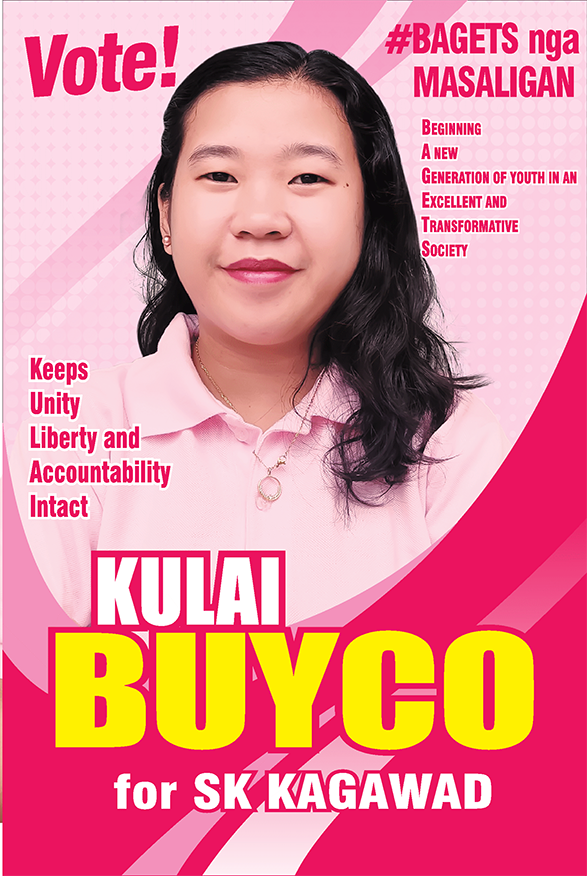 Vote!
#BAGETS nga
MASALIGAN
BEGINNING
A NEW
GENERATION OF YOUTH IN AN
EXCELLENT AND
TRANSFORMATIVE
SOCIETY
Keeps
Unity
Liberty and
Accountability
Intact
KULAI
BUYCO
for SK KAGAWAD